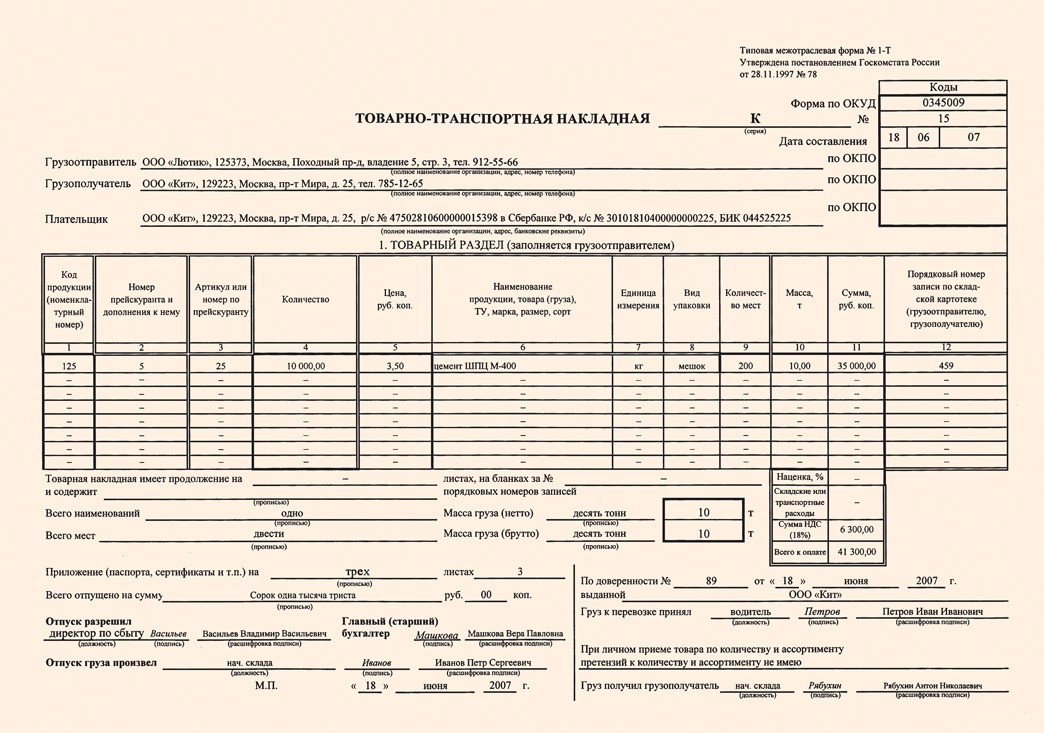 Типовая межотраслевая форма № 1-Т
Утверждена постановлением Госкомстата России
от 28.11.1997 № 78
Коды
Форма по ОКУД 0345009
ТОВАРНО-ТРАНСПОРТНАЯ НАКЛАДНАЯ К № 15
(серия)
Дата составления 18 06 07
Грузоотправитель ООО «Лютик», 125373, Москва, Походный пр-д, владение 5, стр. 3, тел. 912-55-66 по ОКПО
(полное наименование организации, адрес, номер телефона)
Грузополучатель ООО «Кит», 129223, Москва, пр-т Мира, д. 25, тел. 785-12-65 по ОКПО
(полное наименование организации, адрес, номер телефона)
по ОКПО
Плательщик ООО «Кит», 129223, Москва, пр-т Мира, д. 25, р/с № 47502810600000015398 в Сбербанке РФ, к/с № 30101810400000000225, БИК 044525225
(полное наименование организации, адрес, банковские реквизиты)
1. ТОВАРНЫЙ РАЗДЕЛ (заполняется грузоотправителем)
Код продукции (номенкла-турный номер) Номер прейскуранта и дополнения к нему Артикул или номер по прейскуранту Количество Цена, руб. коп. Наименование продукции, товара (груза), ТУ, марка, размер, сорт Единица измерения Вид упаковки Количест-во мест Масса, т Сумма, руб. коп. Порядковый номер записи по склад-ской картотеке (грузоотправителю, грузополучателю)
1 2 3 4 5 6 7 8 9 10 11 12
125 5 25 10 000,00 3,50 цемент ШПЦ М-400 кг мешок 200 10,00 35 000,00 459
– – – – – – – – – – – –
– – – – – – – – – – – –
– – – – – – – – – – – –
– – – – – – – – – – – –
– – – – – – – – – – – –
– – – – – – – – – – – –
– – – – – – – – – – – –
Товарная накладная имеет продолжение на – листах, на бланках за № – Наценка, % –
и содержит порядковых номеров записей
(прописью)
Складские или транспортные расходы –
Всего наименований одно Масса груза (нетто) десять тонн 10 т
(прописью) (прописью)
Сумма НДС (18%) 6 300,00
Всего мест двести Масса груза (брутто) десять тонн 10 т
(прописью) (прописью)
Всего к оплате 41 300,00
Приложение (паспорта, сертификаты и т.п.) на трех листах 3
(прописью)
Всего отпущено на сумму Сорок одна тысяча триста руб. 00 коп.
(прописью)
Отпуск разрешил Главный (старший)
директор по сбыту Васильев Васильев Владимир Васильевич бухгалтер Машкова Машкова Вера Павловна
(должность) (подпись) (расшифровка подписи) (подпись) (расшифровка подписи)
Отпуск груза произвел нач. склада Иванов Иванов Петр Сергеевич
(должность) (подпись) (расшифровка подписи)
М.П. « 18 » июня 2007 г.
По доверенности № 89 от « 18 » июня 2007 г.
выданной ООО «Кит»
Груз к перевозке принял водитель Петров Петров Иван Иванович
(должность) (подпись) (расшифровка подписи)
При личном приеме товара по количеству и ассортименту
претензий к количеству и ассортименту не имею
Груз получил грузополучатель нач. склада Рябухин Рябухин Антон Николаевич
(должность) (подпись) (расшифровка подписи)